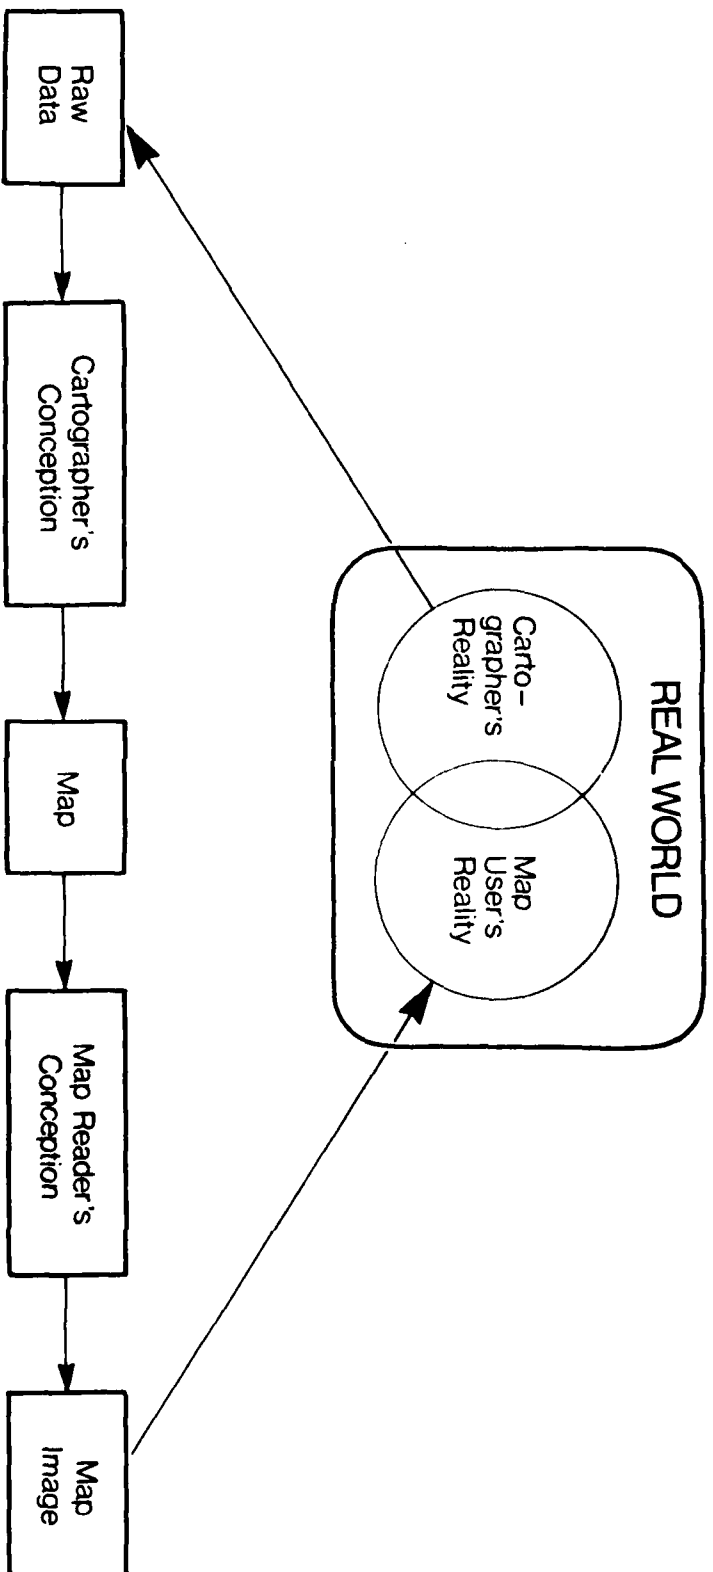 REAL WORLD
Carto–
grapher's
Reality
Map
User's
Reality
Raw
Data
Cartographer's
Conception
Map
Map Reader's
Conception
Map
Image